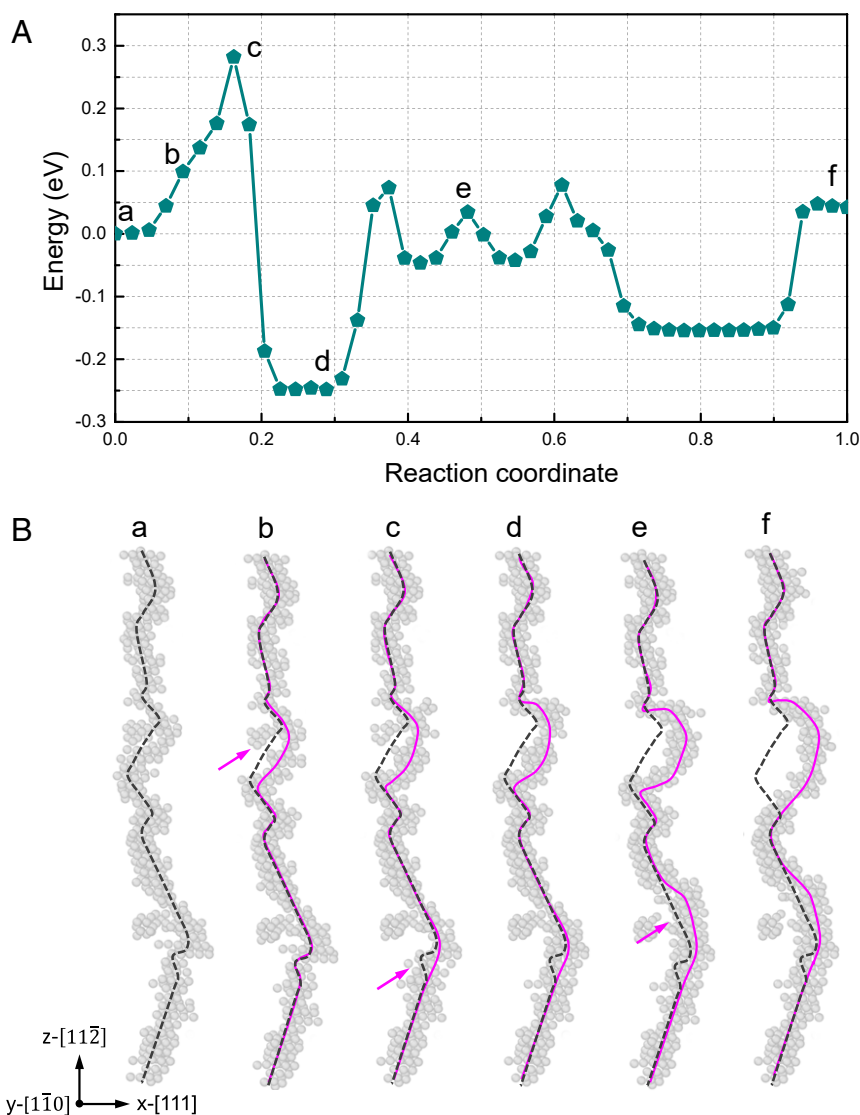 A
0.3
0.2
0.1
0.0
-0.1
-0.2
-0.3
Energy (eV)
a
b
c
d
e
f
0.0 0.2 0.4 0.6 0.8 1.0
Reaction coordinate
B
a b c d e f
z-[112̅]
y-[11̅0] x-[111]